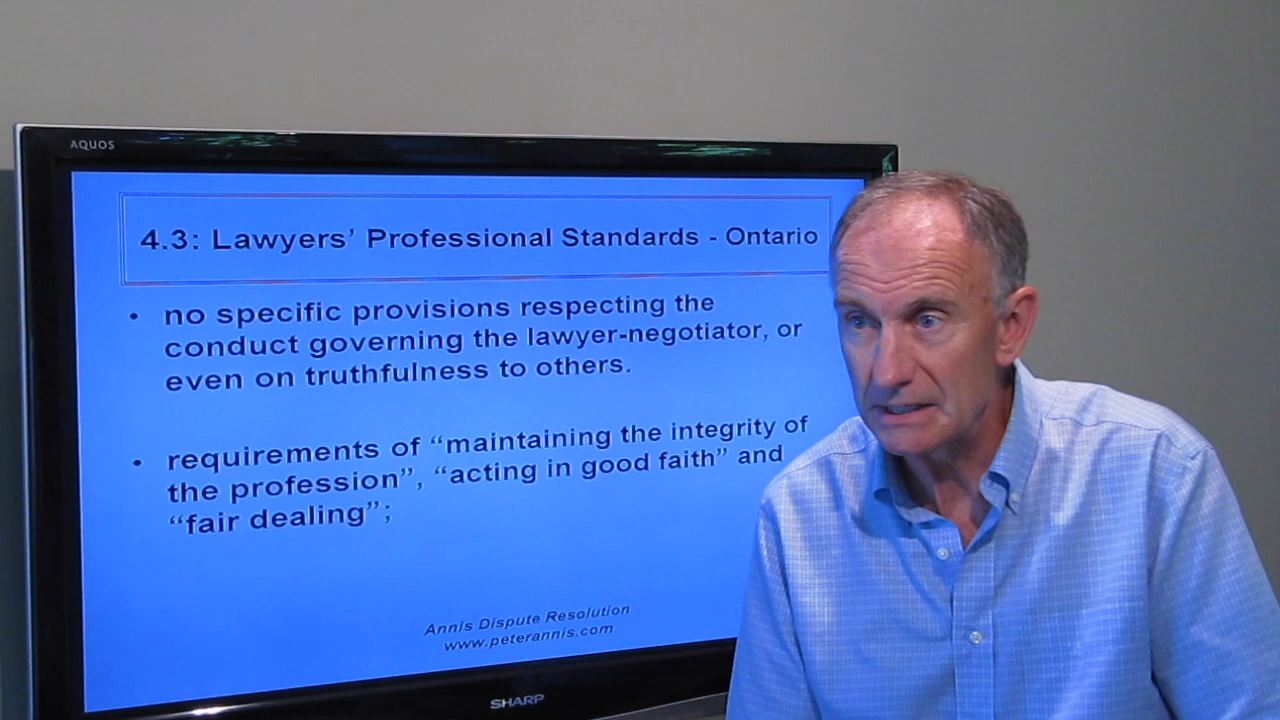 AQUOS
4.3: Lawyers’ Professional Standards - Ontario
• no specific provisions respecting the
conduct governing the lawyer-negotiator, or
even on truthfulness to others.
• requirements of “maintaining the integrity of
the profession”, “acting in good faith” and
“fair dealing”;
Annis Dispute Resolution
www.peterannis.com
SHARP